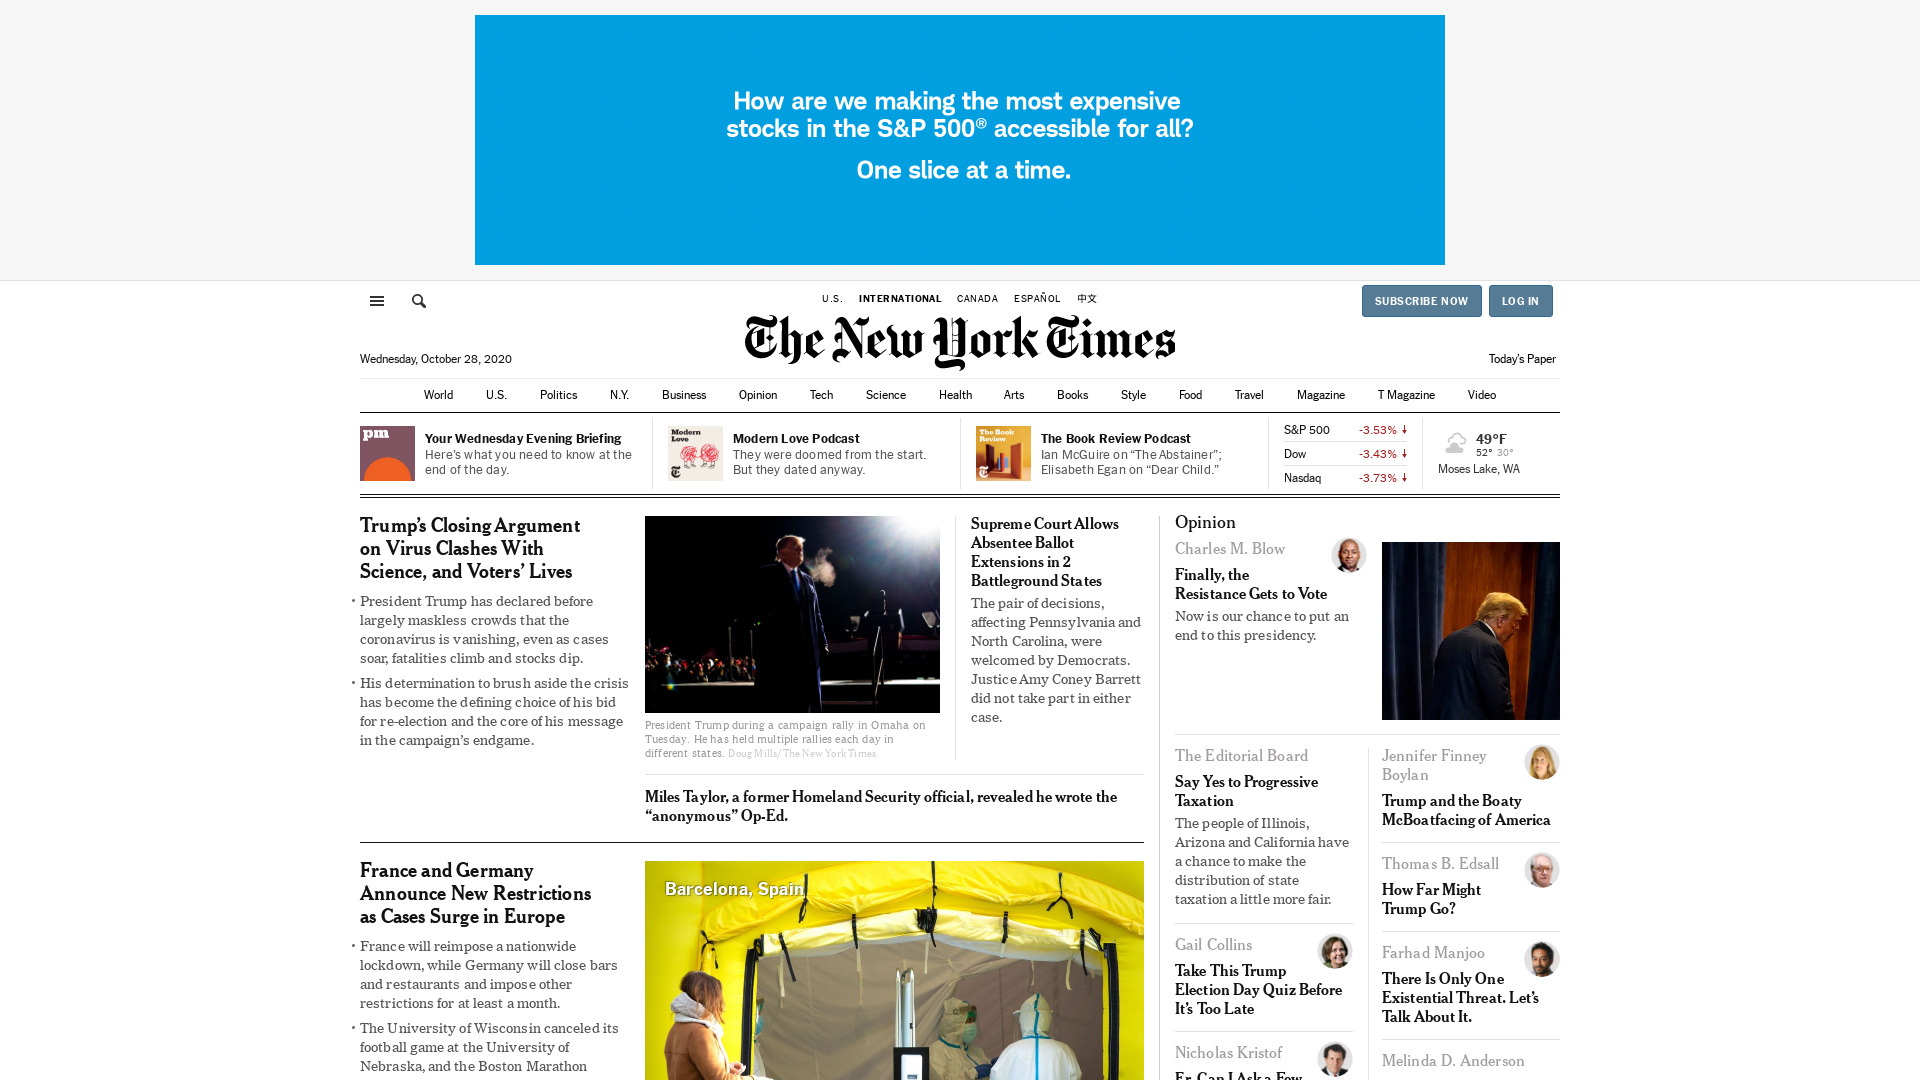 How are we making the most expensive
stocks in the S&P 500® accessible for all?
One slice at a time.
U.S. INTERNATIONAL CANADA ESPAÑOL 中文
SUBSCRIBE NOW LOG IN
The New York Times
Wednesday, October 28, 2020
Today's Paper
World U.S. Politics N.Y. Business Opinion Tech Science Health Arts Books Style Food Travel Magazine T Magazine Video
pm
Your Wednesday Evening Briefing
Here's what you need to know at the
end of the day.
Modern
Love
Modern Love Podcast
They were doomed from the start.
But they dated anyway.
The Book
Review
The Book Review Podcast
Ian McGuire on “The Abstainer”;
Elisabeth Egan on “Dear Child.”
S&P 500 -3.53% ↓
Dow -3.43% ↓
Nasdaq -3.73% ↓
49°F
52° 30°
Moses Lake, WA
Trump’s Closing Argument
on Virus Clashes With
Science, and Voters’ Lives
• President Trump has declared before
largely maskless crowds that the
coronavirus is vanishing, even as cases
soar, fatalities climb and stocks dip.
• His determination to brush aside the crisis
has become the defining choice of his bid
for re-election and the core of his message
in the campaign’s endgame.
President Trump during a campaign rally in Omaha on
Tuesday. He has held multiple rallies each day in
different states. Doug Mills/The New York Times
Supreme Court Allows
Absentee Ballot
Extensions in 2
Battleground States
The pair of decisions,
affecting Pennsylvania and
North Carolina, were
welcomed by Democrats.
Justice Amy Coney Barrett
did not take part in either
case.
Miles Taylor, a former Homeland Security official, revealed he wrote the
“anonymous” Op-Ed.
France and Germany
Announce New Restrictions
as Cases Surge in Europe
• France will reimpose a nationwide
lockdown, while Germany will close bars
and restaurants and impose other
restrictions for at least a month.
• The University of Wisconsin canceled its
football game at the University of
Nebraska, and the Boston Marathon
Barcelona, Spain
Opinion
Charles M. Blow
Finally, the
Resistance Gets to Vote
Now is our chance to put an
end to this presidency.
The Editorial Board
Say Yes to Progressive
Taxation
The people of Illinois,
Arizona and California have
a chance to make the
distribution of state
taxation a little more fair.
Gail Collins
Take This Trump
Election Day Quiz Before
It’s Too Late
Nicholas Kristof
Er, Can I Ask a Few
Jennifer Finney
Boylan
Trump and the Boaty
McBoatfacing of America
Thomas B. Edsall
How Far Might
Trump Go?
Farhad Manjoo
There Is Only One
Existential Threat. Let’s
Talk About It.
Melinda D. Anderson